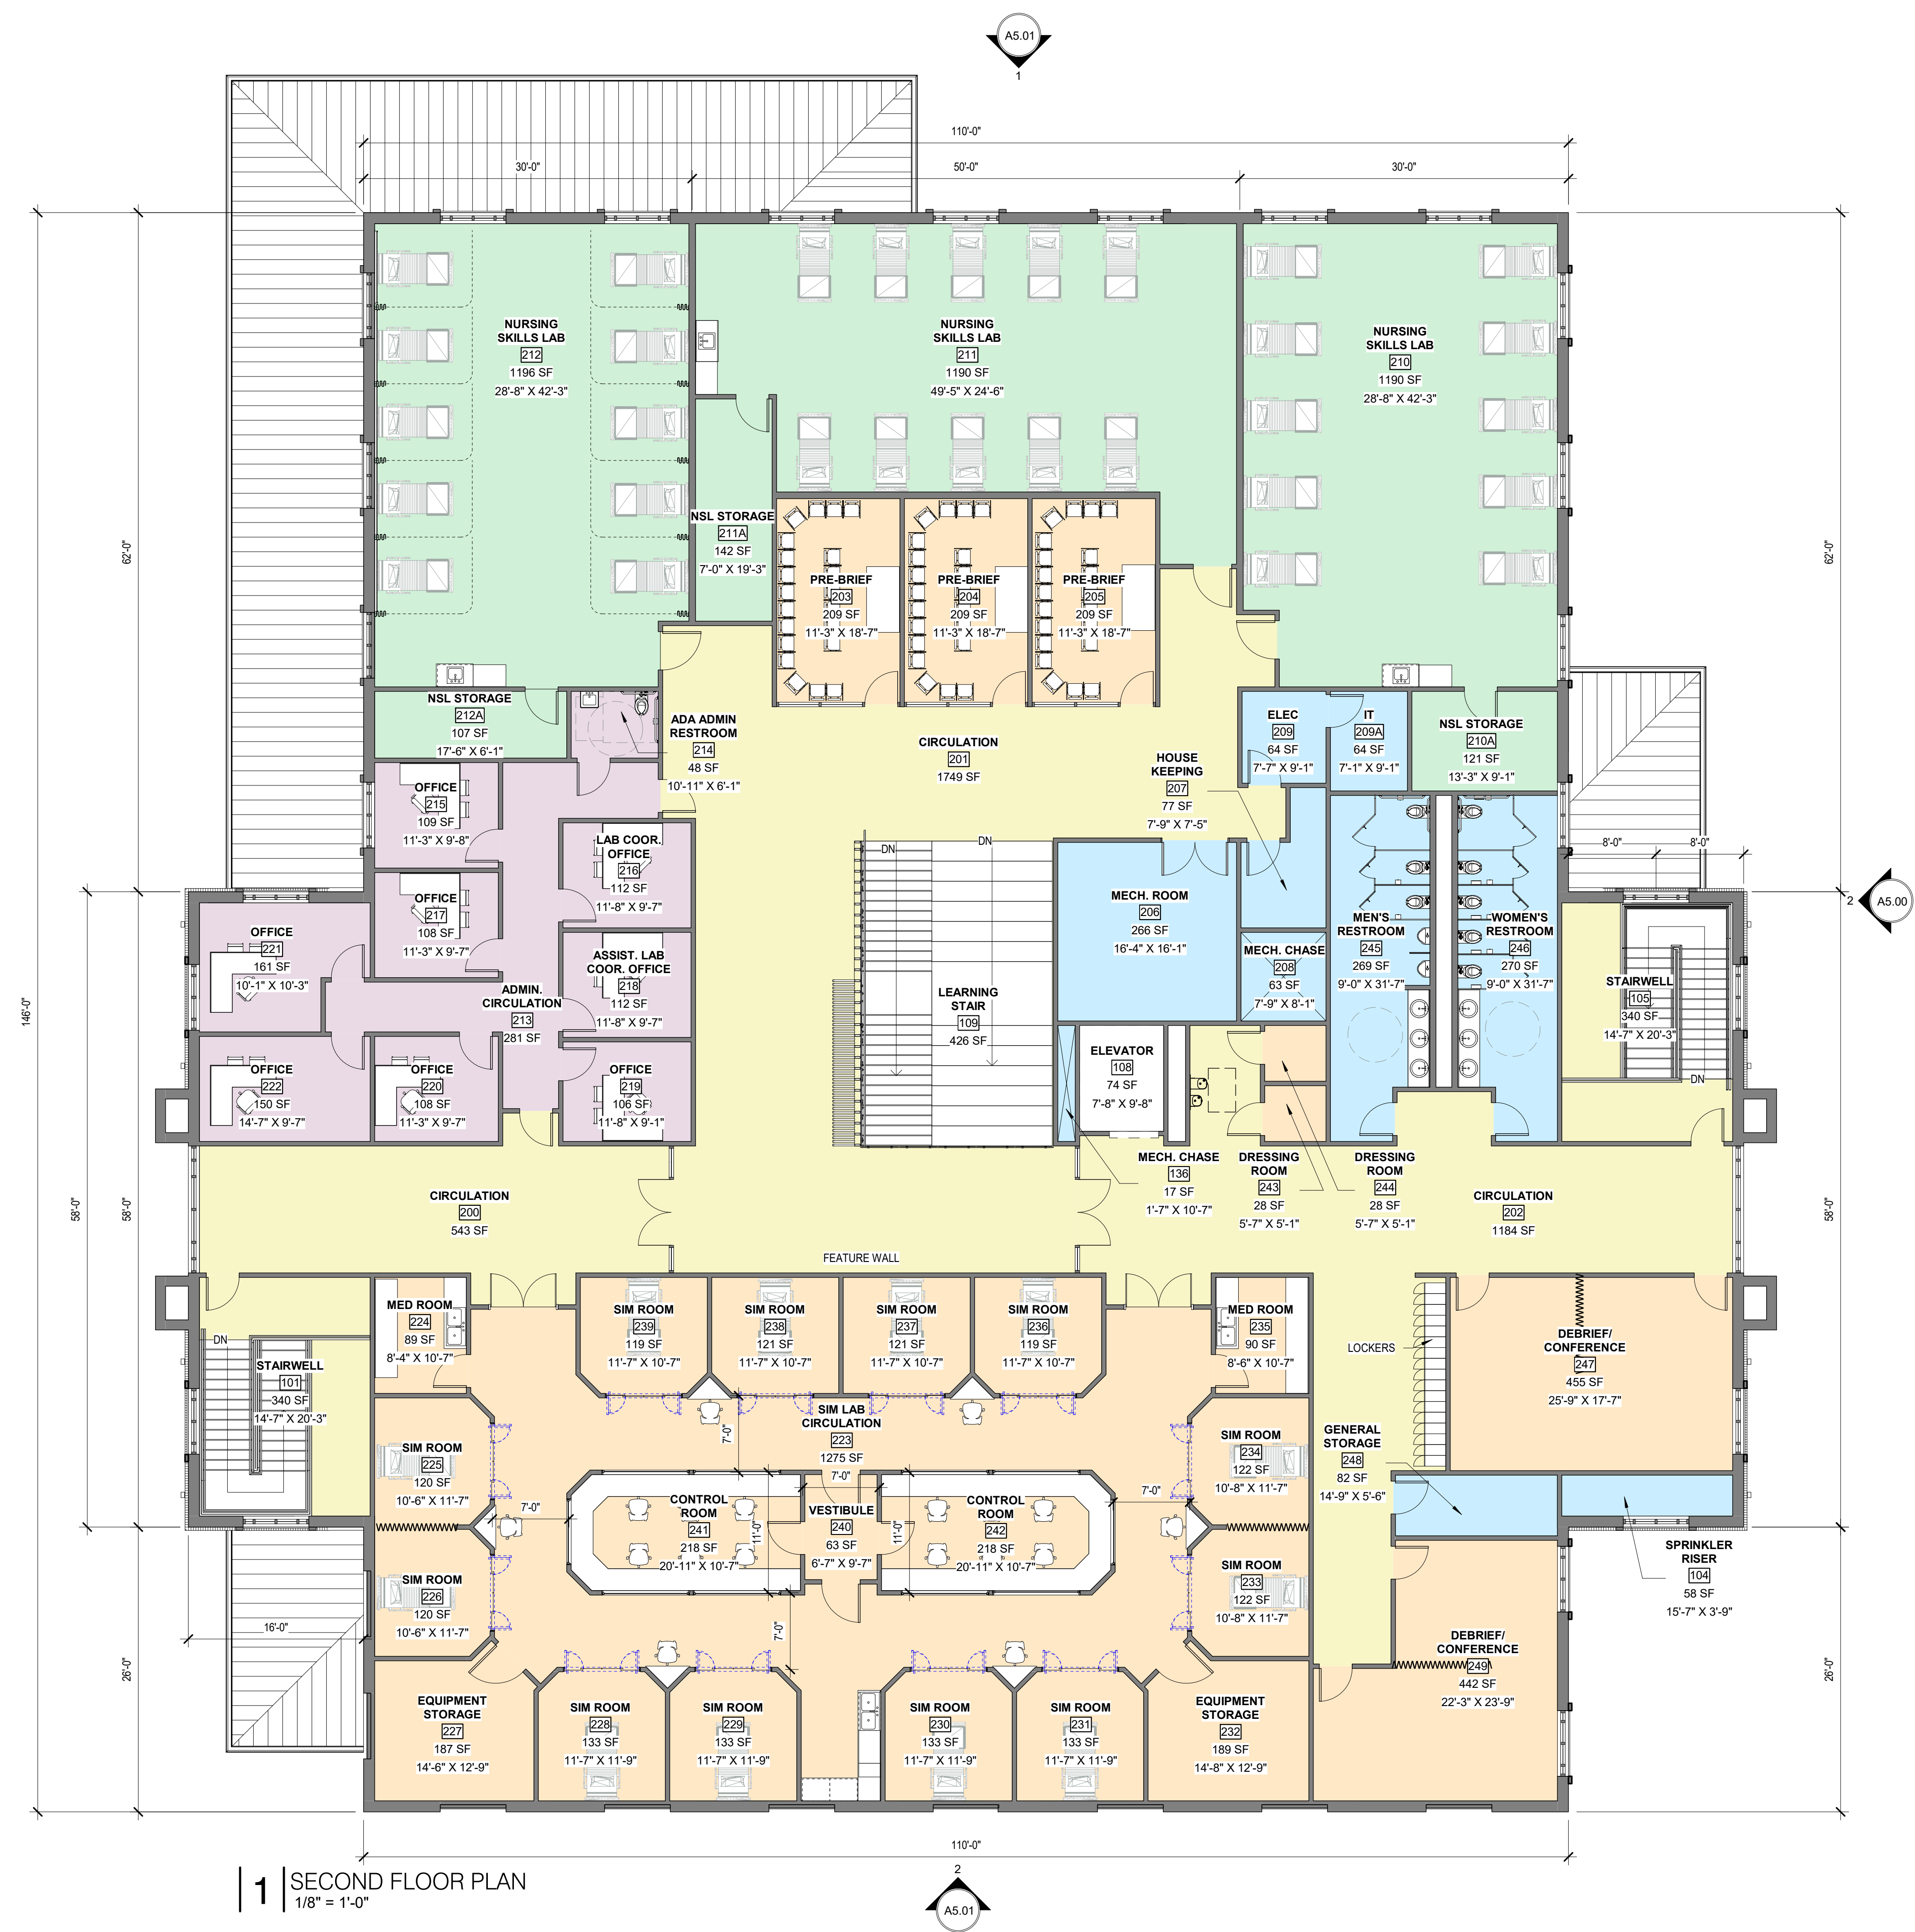 A5.01
1
110'-0"
30'-0"
50'-0"
30'-0"
NURSING
SKILLS LAB
212
1196 SF
28'-8" X 42'-3"
NURSING
SKILLS LAB
211
1190 SF
49'-5" X 24'-6"
NURSING
SKILLS LAB
210
1190 SF
28'-8" X 42'-3"
62'-0"
62'-0"
NSL STORAGE
211A
142 SF
7'-0" X 19'-3"
PRE-BRIEF
203
209 SF
11'-3" X 18'-7"
PRE-BRIEF
204
209 SF
11'-3" X 18'-7"
PRE-BRIEF
205
209 SF
11'-3" X 18'-7"
NSL STORAGE
212A
107 SF
17'-6" X 6'-1"
ADA ADMIN
RESTROOM
214
48 SF
10'-11" X 6'-1"
CIRCULATION
201
1749 SF
HOUSE
KEEPING
207
77 SF
7'-9" X 7'-5"
ELEC
209
64 SF
7'-7" X 9'-1"
IT
209A
64 SF
7'-1" X 9'-1"
NSL STORAGE
210A
121 SF
13'-3" X 9'-1"
OFFICE
215
109 SF
11'-3" X 9'-8"
LAB COOR.
OFFICE
216
112 SF
11'-8" X 9'-7"
DN
DN
8'-0"
8'-0"
OFFICE
217
108 SF
11'-3" X 9'-7"
MECH. ROOM
206
266 SF
16'-4" X 16'-1"
2
A5.00
OFFICE
221
161 SF
10'-1" X 10'-3"
ASSIST. LAB
COOR. OFFICE
218
112 SF
11'-8" X 9'-7"
MECH. CHASE
208
63 SF
7'-9" X 8'-1"
MEN'S
RESTROOM
245
269 SF
9'-0" X 31'-7"
WOMEN'S
RESTROOM
246
270 SF
9'-0" X 31'-7"
STAIRWELL
105
340 SF
14'-7" X 20'-3"
DN
146'-0"
ADMIN.
CIRCULATION
213
281 SF
LEARNING
STAIR
109
426 SF
OFFICE
222
150 SF
14'-7" X 9'-7"
OFFICE
220
108 SF
11'-3" X 9'-7"
OFFICE
219
106 SF
11'-8" X 9'-1"
ELEVATOR
108
74 SF
7'-8" X 9'-8"
58'-0"
58'-0"
58'-0"
CIRCULATION
200
543 SF
MECH. CHASE
136
17 SF
1'-7" X 10'-7"
DRESSING
ROOM
243
28 SF
5'-7" X 5'-1"
DRESSING
ROOM
244
28 SF
5'-7" X 5'-1"
CIRCULATION
202
1184 SF
FEATURE WALL
DN
STAIRWELL
101
340 SF
14'-7" X 20'-3"
MED ROOM
224
89 SF
8'-4" X 10'-7"
SIM ROOM
239
119 SF
11'-7" X 10'-7"
SIM ROOM
238
121 SF
11'-7" X 10'-7"
SIM ROOM
237
121 SF
11'-7" X 10'-7"
SIM ROOM
236
119 SF
11'-7" X 10'-7"
MED ROOM
235
90 SF
8'-6" X 10'-7"
LOCKERS
DEBRIEF/
CONFERENCE
247
455 SF
25'-9" X 17'-7"
SIM LAB
CIRCULATION
223
1275 SF
7'-0"
7'-0"
SIM ROOM
225
120 SF
10'-6" X 11'-7"
SIM ROOM
234
122 SF
10'-8" X 11'-7"
GENERAL
STORAGE
248
82 SF
14'-9" X 5'-6"
7'-0"
CONTROL
ROOM
241
218 SF
20'-11" X 10'-7"
11'-0"
VESTIBULE
240
63 SF
6'-7" X 9'-7"
11'-0"
CONTROL
ROOM
242
218 SF
20'-11" X 10'-7"
7'-0"
SPRINKLER
RISER
104
58 SF
15'-7" X 3'-9"
SIM ROOM
226
120 SF
10'-6" X 11'-7"
SIM ROOM
233
122 SF
10'-8" X 11'-7"
16'-0"
7'-0"
26'-0"
26'-0"
DEBRIEF/
CONFERENCE
249
442 SF
22'-3" X 23'-9"
EQUIPMENT
STORAGE
227
187 SF
14'-6" X 12'-9"
SIM ROOM
228
133 SF
11'-7" X 11'-9"
SIM ROOM
229
133 SF
11'-7" X 11'-9"
SIM ROOM
230
133 SF
11'-7" X 11'-9"
SIM ROOM
231
133 SF
11'-7" X 11'-9"
EQUIPMENT
STORAGE
232
189 SF
14'-8" X 12'-9"
110'-0"
1
SECOND FLOOR PLAN
1/8" = 1'-0"
2
A5.01